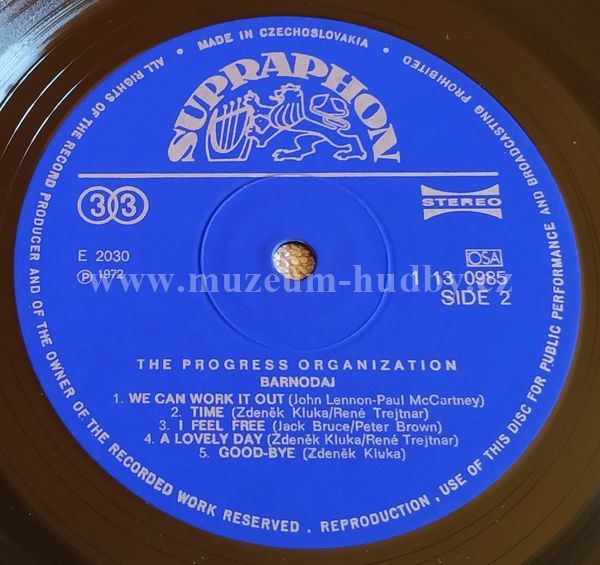 ALL RIGHTS OF THE RECORD PRODUCER AND OF THE OWNER OF THE RECORDED WORK RESERVED . REPRODUCTION, USE OF THIS DISC FOR PUBLIC PERFORMANCE AND BROADCASTING PROHIBITED • MADE IN CZECHOSLOVAKIA •
SUPRAPHON
33 STEREO
E 2030 OSA
℗ 1972 1 13 0985
www.muzeum-hudby.cz
SIDE 2
THE PROGRESS ORGANIZATION
BARNODAJ
1. WE CAN WORK IT OUT (John Lennon-Paul McCartney)
2. TIME (Zdeněk Kluka/René Trejtnar)
3. I FEEL FREE (Jack Bruce/Peter Brown)
4. A LOVELY DAY (Zdeněk Kluka/René Trejtnar)
5. GOOD-BYE (Zdeněk Kluka)